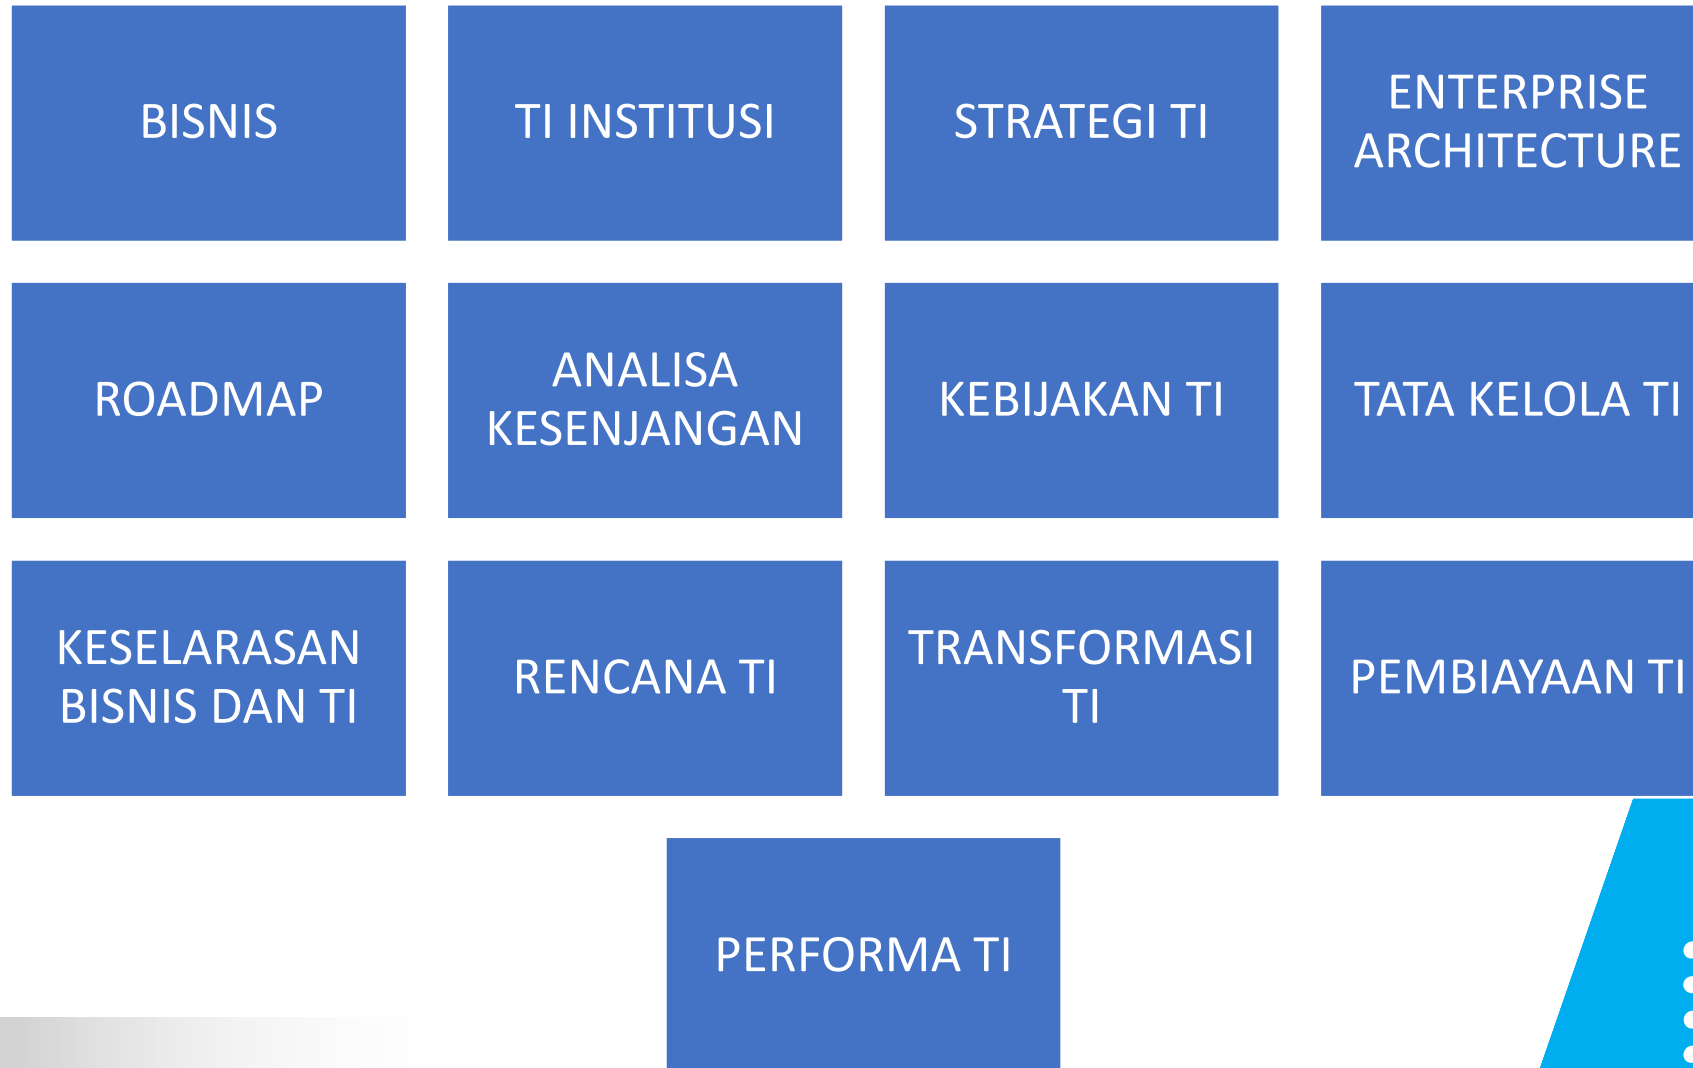 BISNIS
TI INSTITUSI
STRATEGI TI
ENTERPRISE
ARCHITECTURE
ROADMAP
ANALISA
KESENJANGAN
KEBIJAKAN TI
TATA KELOLA TI
KESELARASAN
BISNIS DAN TI
RENCANA TI
TRANSFORMASI
TI
PEMBIAYAAN TI
PERFORMA TI